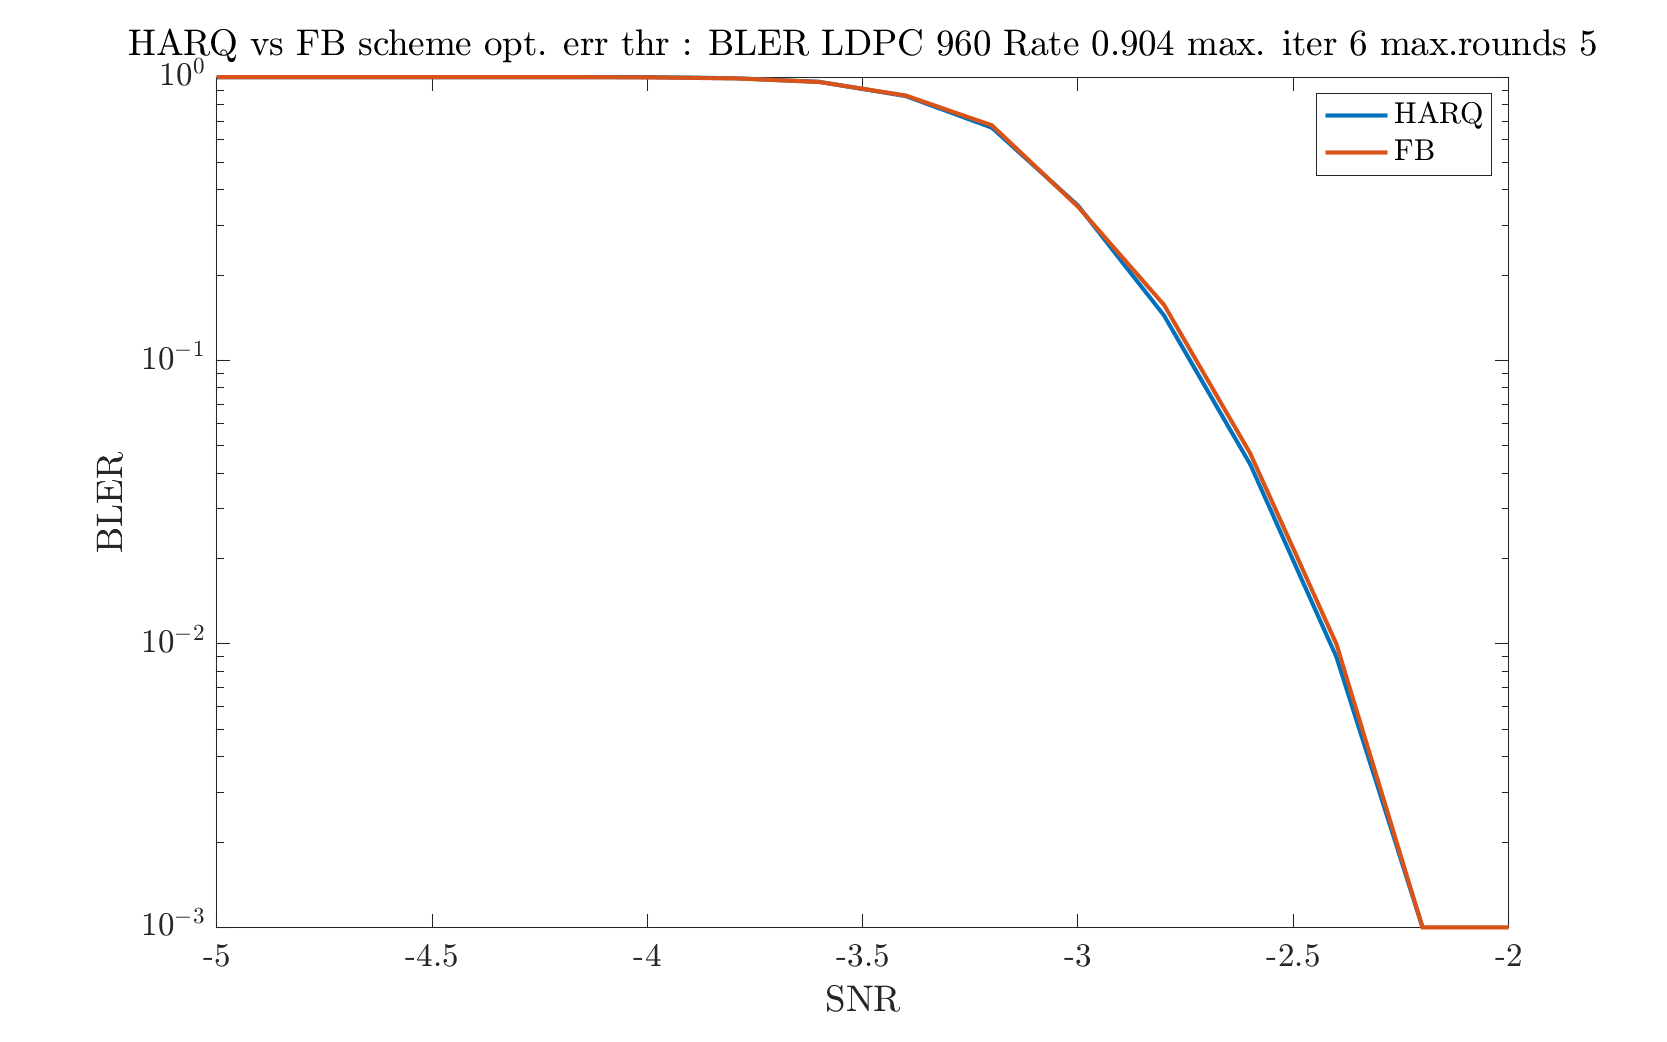 HARQ vs FB scheme opt. err thr : BLER LDPC 960 Rate 0.904 max. iter 6 max.rounds 5
10^0
10^-1
10^-2
10^-3
BLER
HARQ
FB
-5 -4.5 -4 -3.5 -3 -2.5 -2
SNR